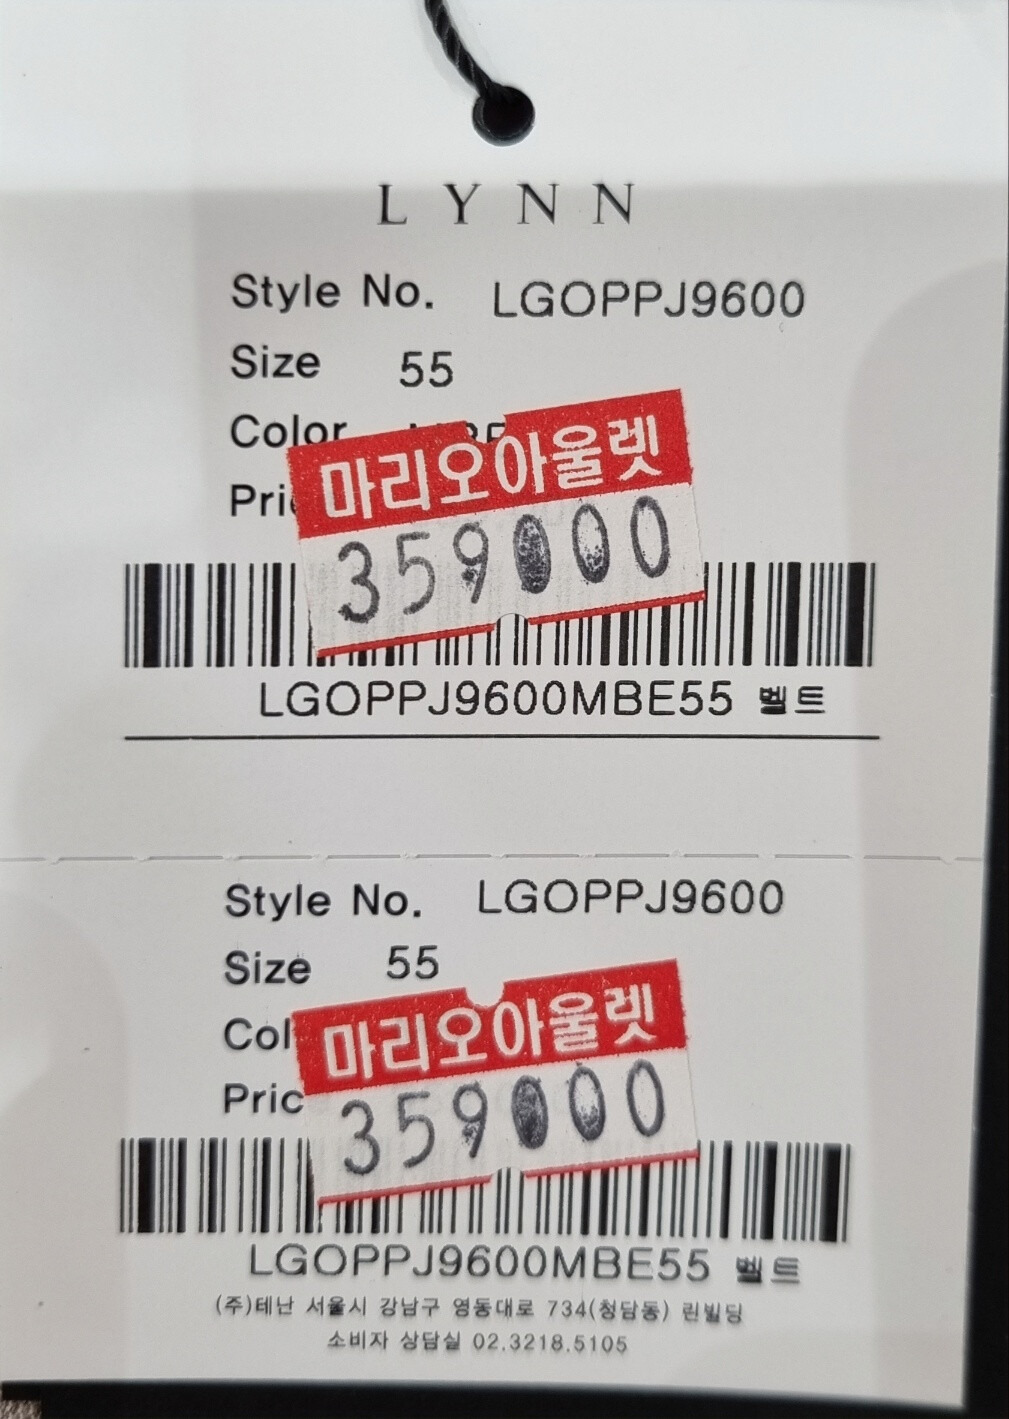 LYNN
Style No. LGOPPJ9600
Size 55
Color
마리오아울렛
359000
LGOPPJ9600MBE55 벨트
Style No. LGOPPJ9600
Size 55
Col
마리오아울렛
Pric
359000
LGOPPJ9600MBE55 벨트
(주)테난 서울시 강남구 영동대로 734(청담동) 린빌딩
소비자 상담실 02.3218.5105